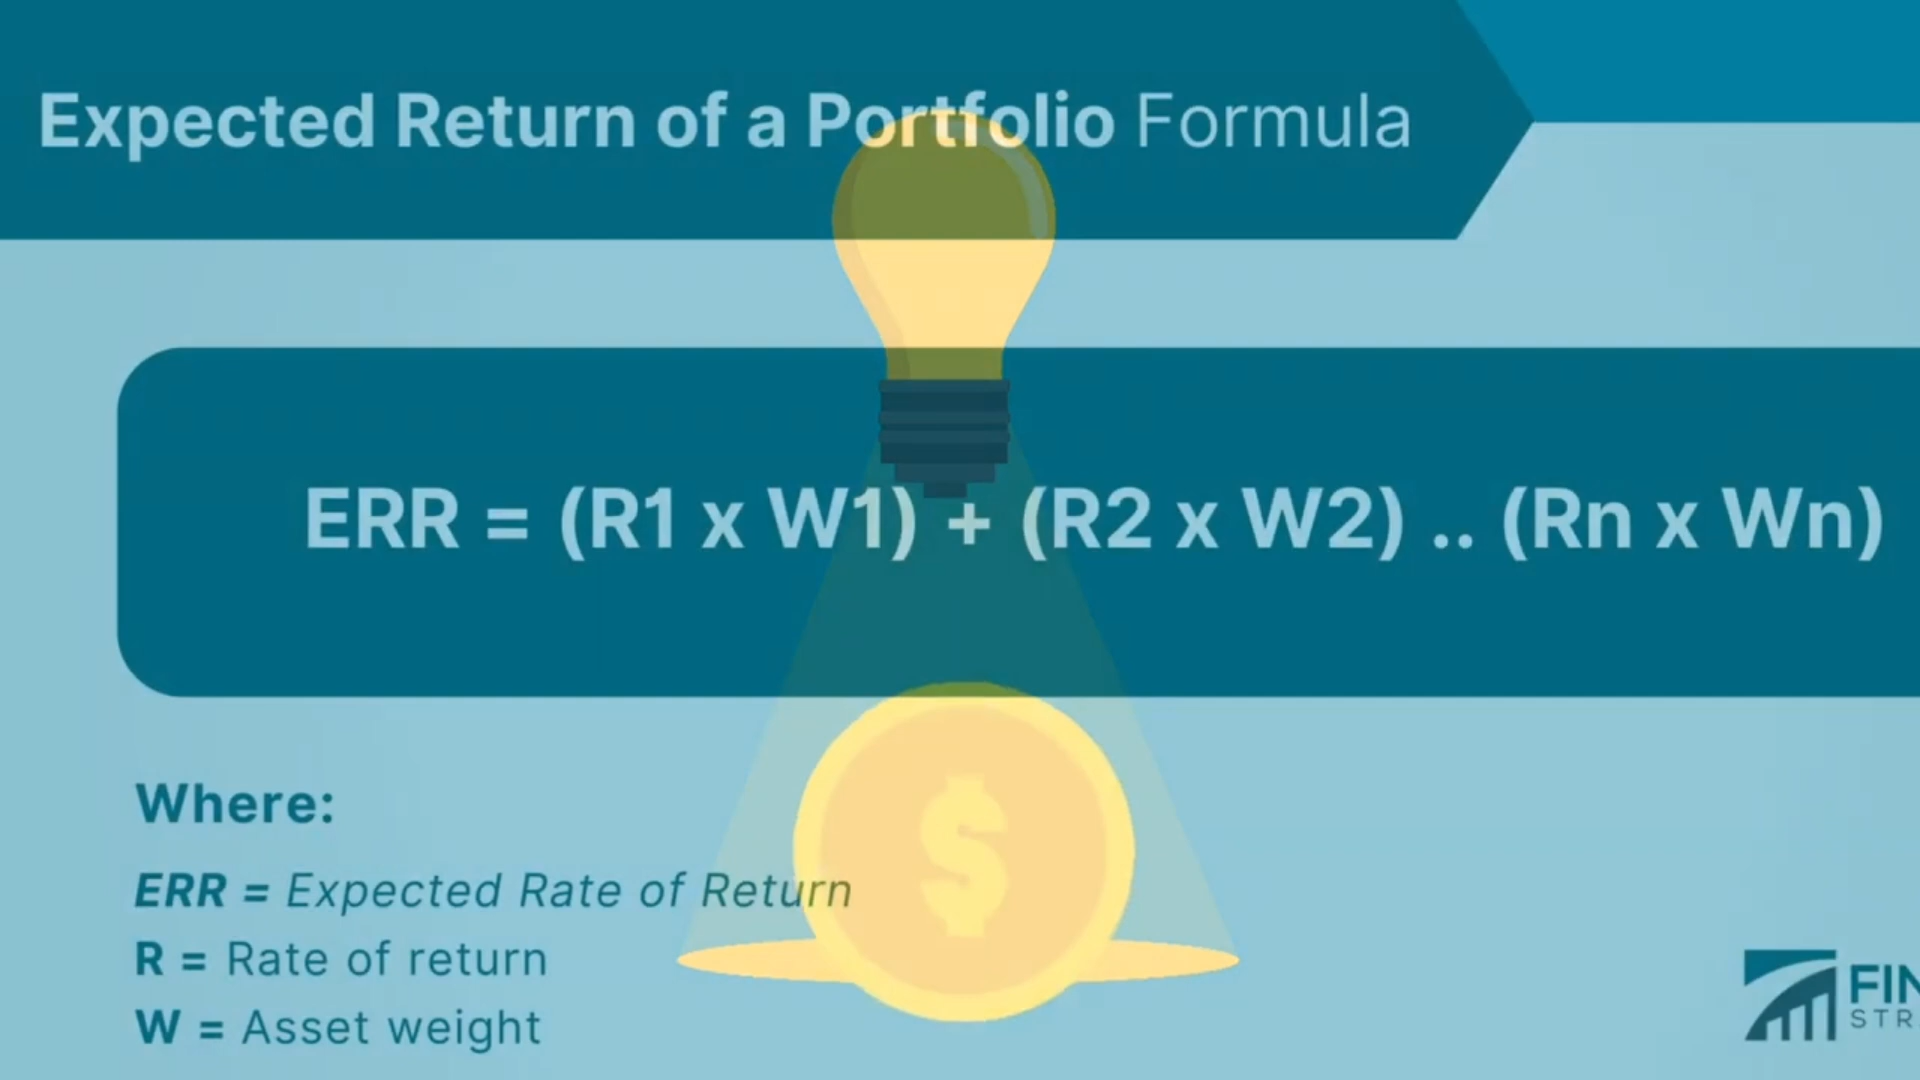 Expected Return of a Portfolio Formula
ERR = (R1 x W1) + (R2 x W2) .. (Rn x Wn)
Where:
ERR = Expected Rate of Return
R = Rate of return
W = Asset weight
$